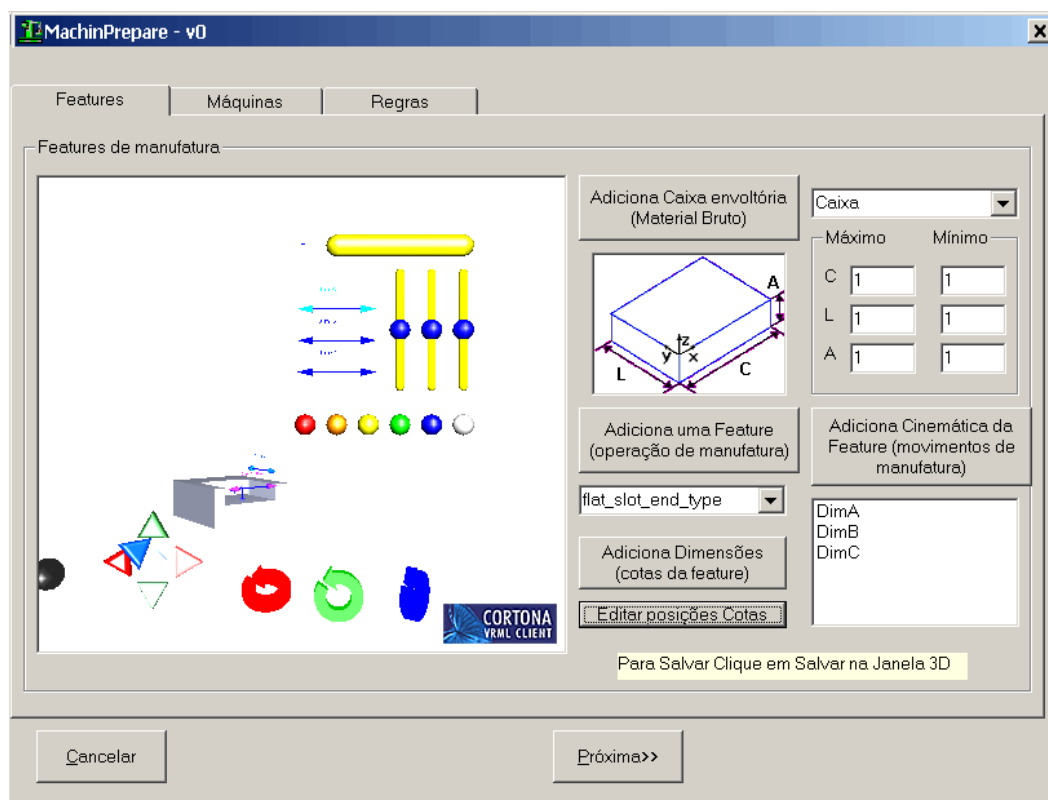 MachinPrepare - v0
Features
Máquinas
Regras
Features de manufatura
Adiciona Caixa envoltória
(Material Bruto)
Caixa
Máximo
Mínimo
C 1 1
L 1 1
A 1 1
A
z
y x
L
C
Adiciona uma Feature
(operação de manufatura)
Adiciona Cinemática da
Feature (movimentos de
manufatura)
flat_slot_end_type
DimA
DimB
DimC
Adiciona Dimensões
(cotas da feature)
Editar posições Cotas
CORTONA
VRML CLIENT
Para Salvar Clique em Salvar na Janela 3D
Cancelar
Próxima>>